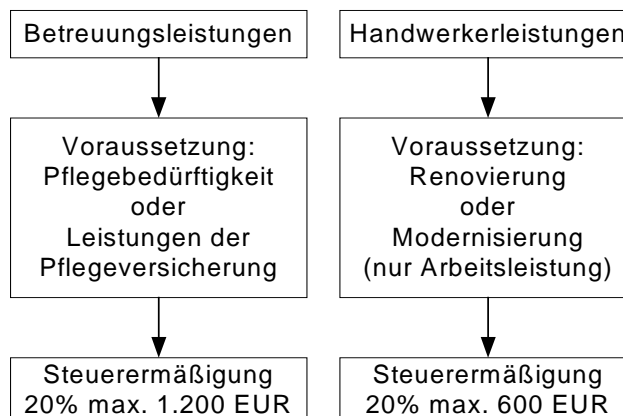 Betreuungsleistungen
Voraussetzung:
Pflegebedürftigkeit
oder
Leistungen der
Pflegeversicherung
Steuerermäßigung
20% max. 1.200 EUR
Handwerkerleistungen
Voraussetzung:
Renovierung
oder
Modernisierung
(nur Arbeitsleistung)
Steuerermäßigung
20% max. 600 EUR